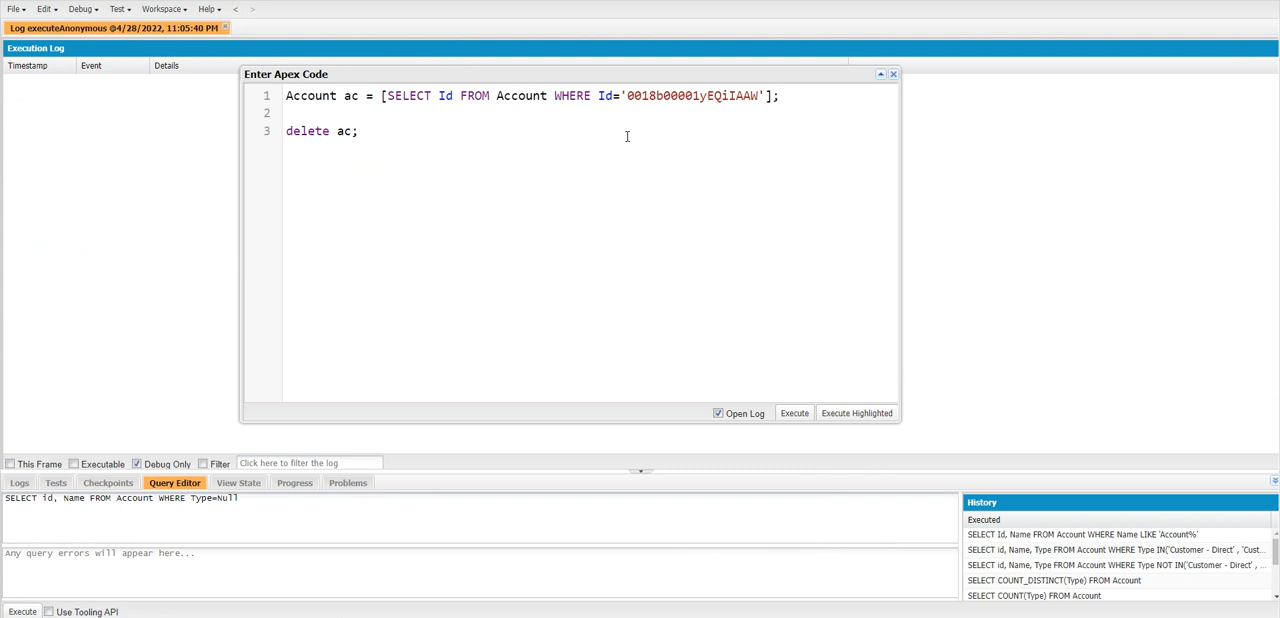 File Edit Debug Test Workspace Help < >
Log executeAnonymous @4/28/2022, 11:05:40 PM
Execution Log
Timestamp Event Details
Enter Apex Code
1 Account ac = [SELECT Id FROM Account WHERE Id='0018b00001yEQiIAAW'];
2
3 delete ac;
Open Log Execute Execute Highlighted
This Frame Executable Debug Only Filter Click here to filter the log
Logs Tests Checkpoints Query Editor View State Progress Problems
SELECT id, Name FROM Account WHERE Type=Null
Any query errors will appear here...
History
Executed
SELECT Id, Name FROM Account WHERE Name LIKE 'Account%'
SELECT id, Name, Type FROM Account WHERE Type IN('Customer - Direct' , 'Cust...
SELECT id, Name, Type FROM Account WHERE Type NOT IN('Customer - Direct' , ...
SELECT COUNT_DISTINCT(Type) FROM Account
SELECT COUNT(Type) FROM Account
Execute Use Tooling API